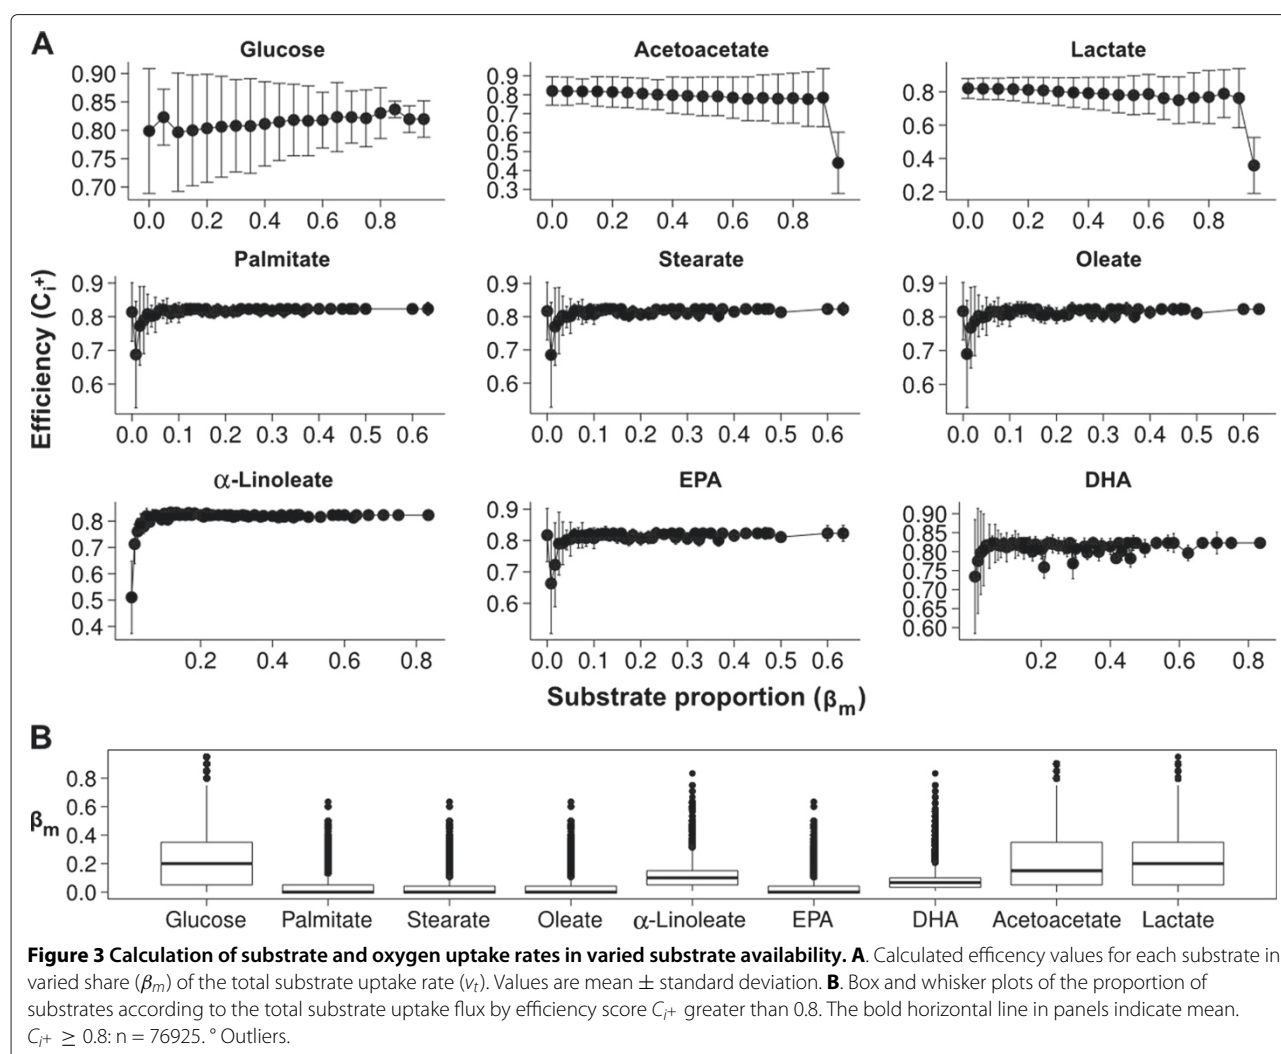 A
Glucose
Acetoacetate
Lactate
0.90
0.85
0.80
0.75
0.70
0.0 0.2 0.4 0.6 0.8
0.9
0.8
0.7
0.6
0.5
0.4
0.3
0.0 0.2 0.4 0.6 0.8
0.8
0.6
0.4
0.2
0.0 0.2 0.4 0.6 0.8
Efficiency (Ci+)
Palmitate
Stearate
Oleate
0.9
0.8
0.7
0.6
0.0 0.1 0.2 0.3 0.4 0.5 0.6
0.9
0.8
0.7
0.6
0.0 0.1 0.2 0.3 0.4 0.5 0.6
0.9
0.8
0.7
0.6
0.0 0.1 0.2 0.3 0.4 0.5 0.6
α-Linoleate
EPA
DHA
0.8
0.7
0.6
0.5
0.4
0.2 0.4 0.6 0.8
0.9
0.8
0.7
0.6
0.0 0.1 0.2 0.3 0.4 0.5 0.6
0.90
0.85
0.80
0.75
0.70
0.65
0.60
0.2 0.4 0.6 0.8
Substrate proportion (βm)
B
βm
0.8
0.6
0.4
0.2
0.0
Glucose Palmitate Stearate Oleate α-Linoleate EPA DHA Acetoacetate Lactate
Figure 3 Calculation of substrate and oxygen uptake rates in varied substrate availability. A. Calculated efficency values for each substrate in
varied share (βm) of the total substrate uptake rate (vt). Values are mean ± standard deviation. B. Box and whisker plots of the proportion of
substrates according to the total substrate uptake flux by efficiency score Ci+ greater than 0.8. The bold horizontal line in panels indicate mean.
Ci+ ≥ 0.8: n = 76925. ° Outliers.